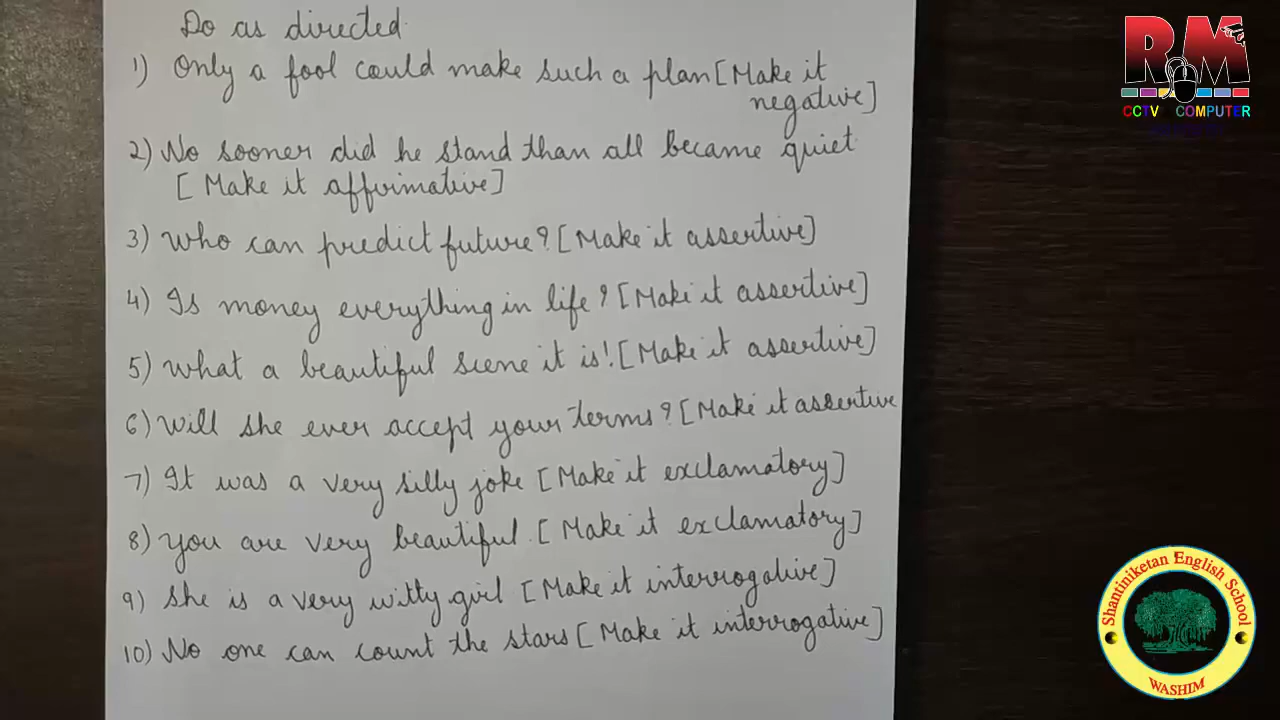 Do as directed.
1) Only a fool could make such a plan [Make it
negative]
2) No sooner did he stand than all became quiet.
[Make it affirmative]
3) Who can predict future? [Make it assertive]
4) Is money everything in life? [Make it assertive]
5) What a beautiful scene it is! [Make it assertive]
6) Will she ever accept your terms? [Make it assertive
7) It was a very silly joke [Make it exclamatory]
8) You are very beautiful. [Make it exclamatory]
9) She is a very witty girl [Make it interrogative]
10) No one can count the stars [Make it interrogative]
RM
CCTV COMPUTER
Shantiniketan English School
WASHIM